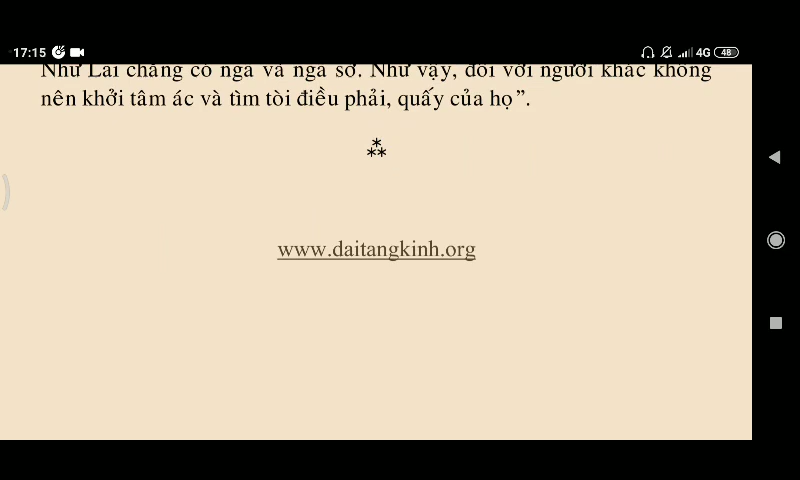 17:15 4G 48
Như Lai chẳng có ngã và ngã sở. Như vậy, đối với người khác không
nên khởi tâm ác và tìm tòi điều phải, quấy của họ”.
⁂
www.daitangkinh.org